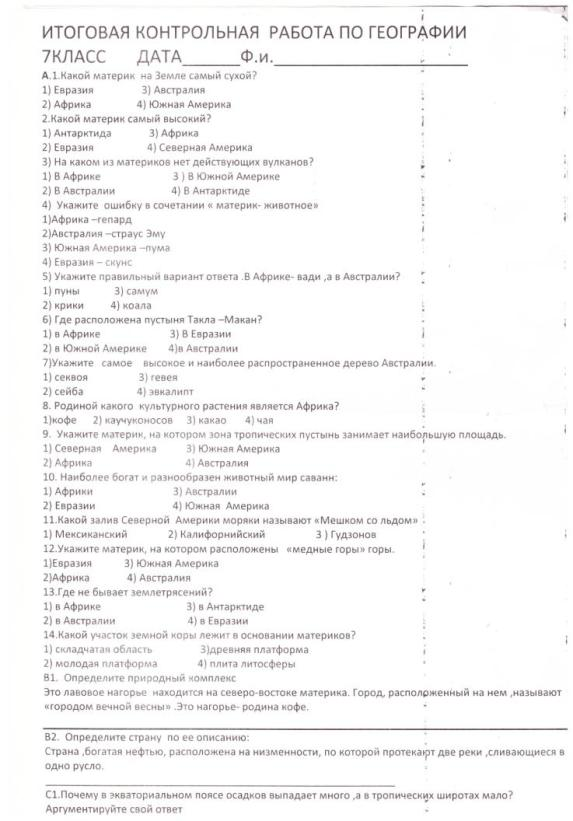 ИТОГОВАЯ КОНТРОЛЬНАЯ РАБОТА ПО ГЕОГРАФИИ
7КЛАСС ДАТА_______Ф.и.____________________
А.1.Какой материк на Земле самый сухой?
1) Евразия 3) Австралия
2) Африка 4) Южная Америка
2.Какой материк самый высокий?
1) Антарктида 3) Африка
2) Евразия 4) Северная Америка
3) На каком из материков нет действующих вулканов?
1) В Африке 3 ) В Южной Америке
2) В Австралии 4) В Антарктиде
4) Укажите ошибку в сочетании « материк- животное»
1)Африка –гепард
2)Австралия –страус Эму
3) Южная Америка –пума
4) Евразия – скунс
5) Укажите правильный вариант ответа .В Африке- вади ,а в Австралии?
1) пуны 3) самум
2) крики 4) коала
6) Где расположена пустыня Такла –Макан?
1) в Африке 3) В Евразии
2) в Южной Америке 4)в Австралии
7)Укажите самое высокое и наиболее распространенное дерево Австралии.
1) секвоя 3) гевея
2) сейба 4) эвкалипт
8. Родиной какого культурного растения является Африка?
1)кофе 2) каучуконосов 3) какао 4) чая
9. Укажите материк, на котором зона тропических пустынь занимает наибольшую площадь.
1) Северная Америка 3) Южная Америка
2) Африка 4) Австралия
10. Наиболее богат и разнообразен животный мир саванн:
1) Африки 3) Австралии
2) Евразии 4) Южная Америка
11.Какой залив Северной Америки моряки называют «Мешком со льдом»
1) Мексиканский 2) Калифорнийский 3 ) Гудзонов
12.Укажите материк, на котором расположены «медные горы» горы.
1)Евразия 3) Южная Америка
2)Африка 4) Австралия
13.Где не бывает землетрясений?
1) в Африке 3) в Антарктиде
2) в Австралии 4) в Евразии
14.Какой участок земной коры лежит в основании материков?
1) складчатая область 3)древняя платформа
2) молодая платформа 4) плита литосферы
В1. Определите природный комплекс
Это лавовое нагорье находится на северо-востоке материка. Город, расположенный на нем ,называют
«городом вечной весны» .Это нагорье- родина кофе.
В2. Определите страну по ее описанию:
Страна ,богатая нефтью, расположена на низменности, по которой протекают две реки ,сливающиеся в
одно русло.
С1.Почему в экваториальном поясе осадков выпадает много ,а в тропических широтах мало?
Аргументируйте свой ответ